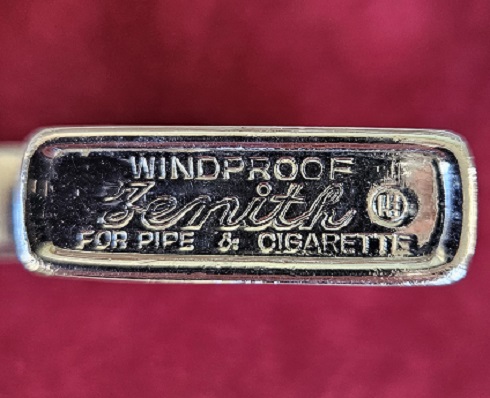 WINDPROOF
Zenith
FOR PIPE & CIGARETTE